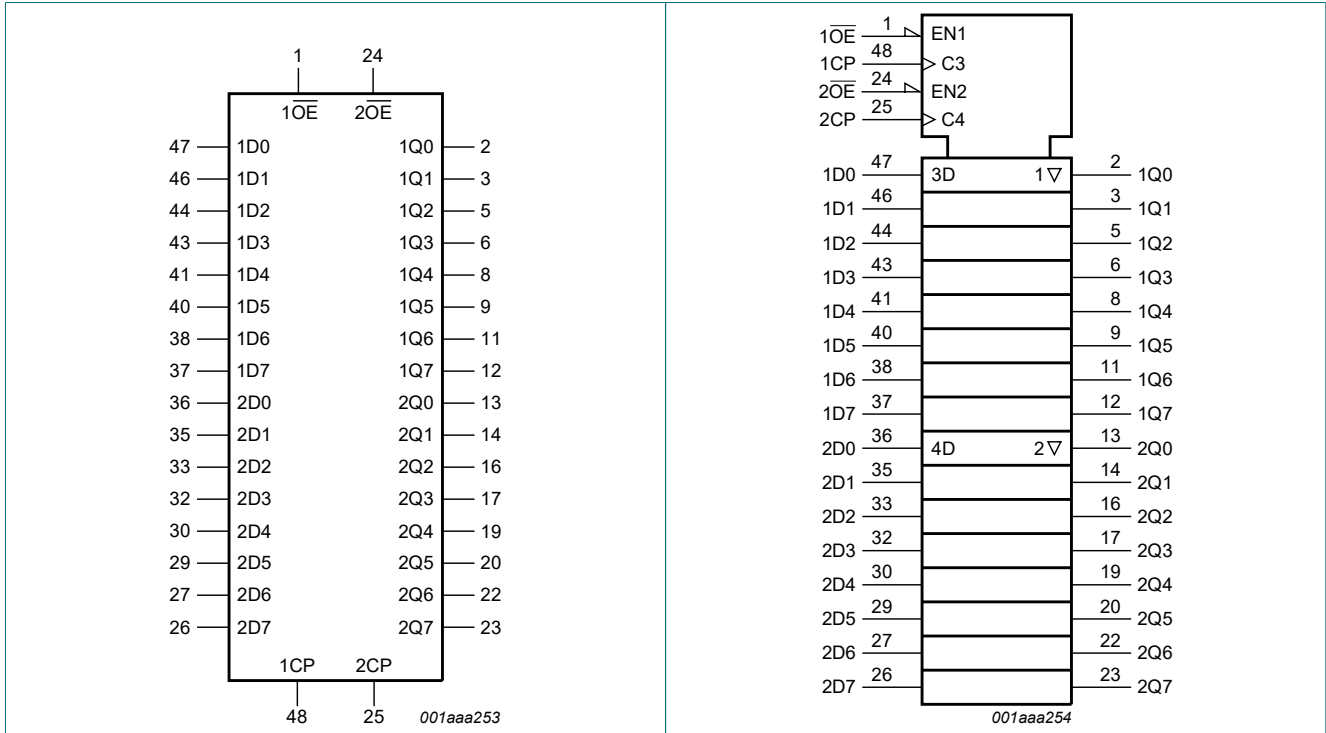 1 24
1OE 2OE
47 1D0 1Q0 2
46 1D1 1Q1 3
44 1D2 1Q2 5
43 1D3 1Q3 6
41 1D4 1Q4 8
40 1D5 1Q5 9
38 1D6 1Q6 11
37 1D7 1Q7 12
36 2D0 2Q0 13
35 2D1 2Q1 14
33 2D2 2Q2 16
32 2D3 2Q3 17
30 2D4 2Q4 19
29 2D5 2Q5 20
27 2D6 2Q6 22
26 2D7 2Q7 23
1CP 2CP
48 25
001aaa253
1OE 1 EN1
1CP 48 C3
2OE 24 EN2
2CP 25 C4
1D0 47 3D 1▽ 2 1Q0
1D1 46 3 1Q1
1D2 44 5 1Q2
1D3 43 6 1Q3
1D4 41 8 1Q4
1D5 40 9 1Q5
1D6 38 11 1Q6
1D7 37 12 1Q7
2D0 36 4D 2▽ 13 2Q0
2D1 35 14 2Q1
2D2 33 16 2Q2
2D3 32 17 2Q3
2D4 30 19 2Q4
2D5 29 20 2Q5
2D6 27 22 2Q6
2D7 26 23 2Q7
001aaa254